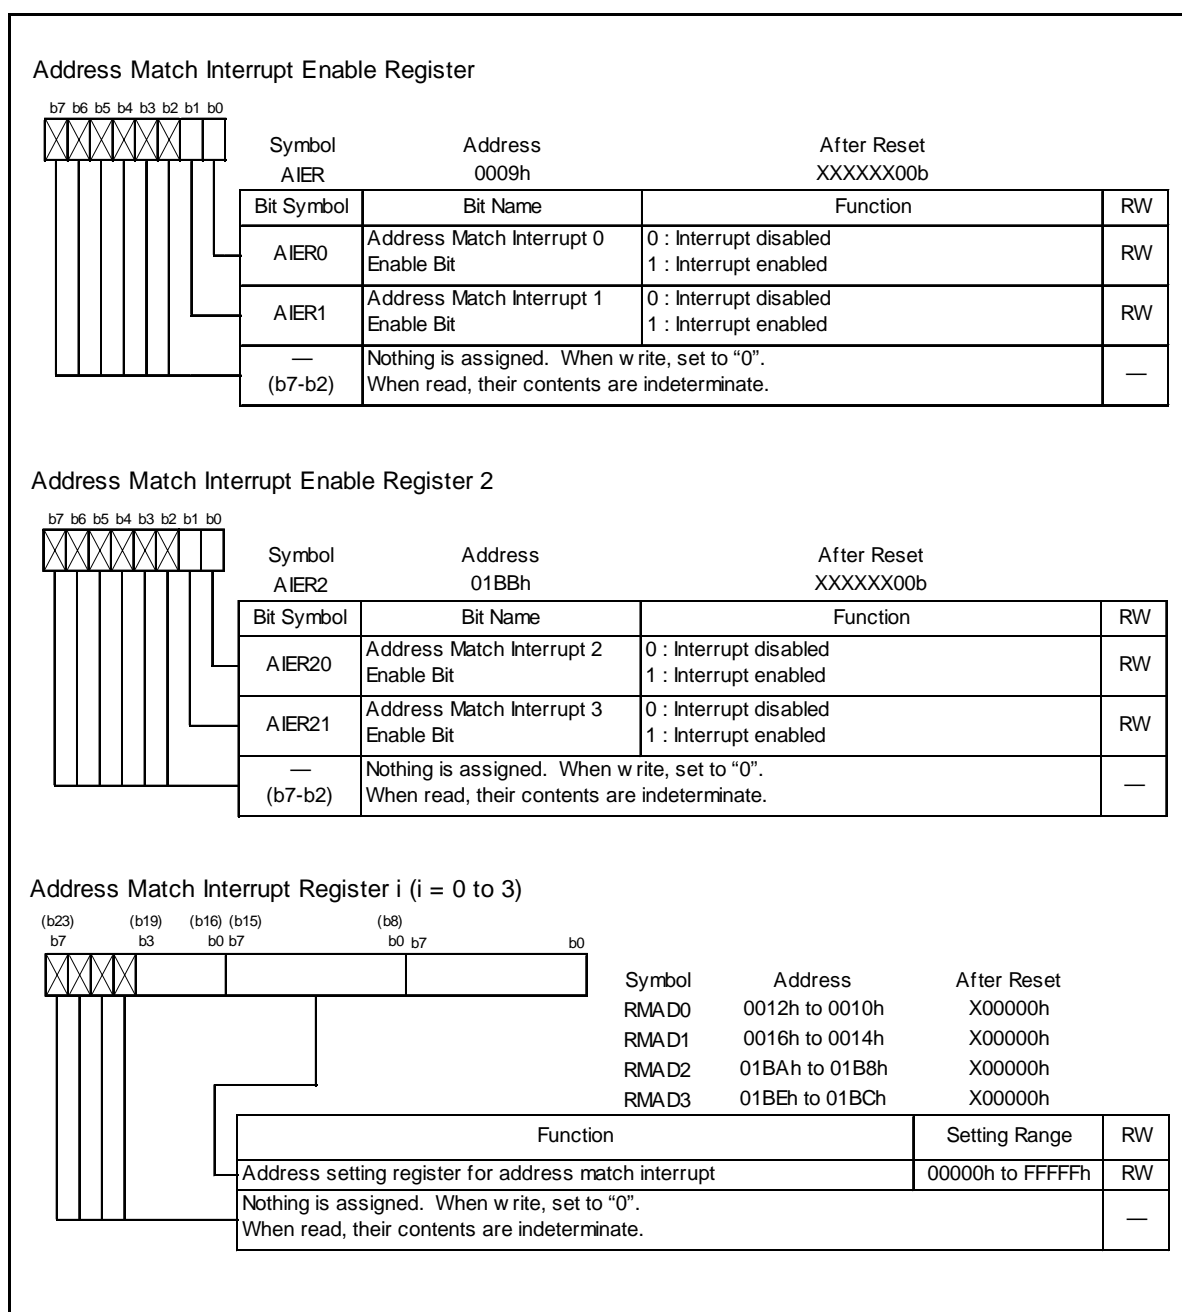 Address Match Interrupt Enable Register
b7 b6 b5 b4 b3 b2 b1 b0
Symbol Address After Reset
AIER 0009h XXXXXX00b
Bit Symbol Bit Name Function RW
AIER0 Address Match Interrupt 0 Enable Bit 0 : Interrupt disabled 1 : Interrupt enabled RW
AIER1 Address Match Interrupt 1 Enable Bit 0 : Interrupt disabled 1 : Interrupt enabled RW
— (b7-b2) Nothing is assigned. When write, set to “0”. When read, their contents are indeterminate. —
Address Match Interrupt Enable Register 2
b7 b6 b5 b4 b3 b2 b1 b0
Symbol Address After Reset
AIER2 01BBh XXXXXX00b
Bit Symbol Bit Name Function RW
AIER20 Address Match Interrupt 2 Enable Bit 0 : Interrupt disabled 1 : Interrupt enabled RW
AIER21 Address Match Interrupt 3 Enable Bit 0 : Interrupt disabled 1 : Interrupt enabled RW
— (b7-b2) Nothing is assigned. When write, set to “0”. When read, their contents are indeterminate. —
Address Match Interrupt Register i (i = 0 to 3)
(b23) (b19) (b16) (b15) (b8)
b7 b3 b0 b7 b0 b7 b0
Symbol Address After Reset
RMAD0 0012h to 0010h X00000h
RMAD1 0016h to 0014h X00000h
RMAD2 01BAh to 01B8h X00000h
RMAD3 01BEh to 01BCh X00000h
Function Setting Range RW
Address setting register for address match interrupt 00000h to FFFFFh RW
Nothing is assigned. When write, set to “0”.
When read, their contents are indeterminate. —